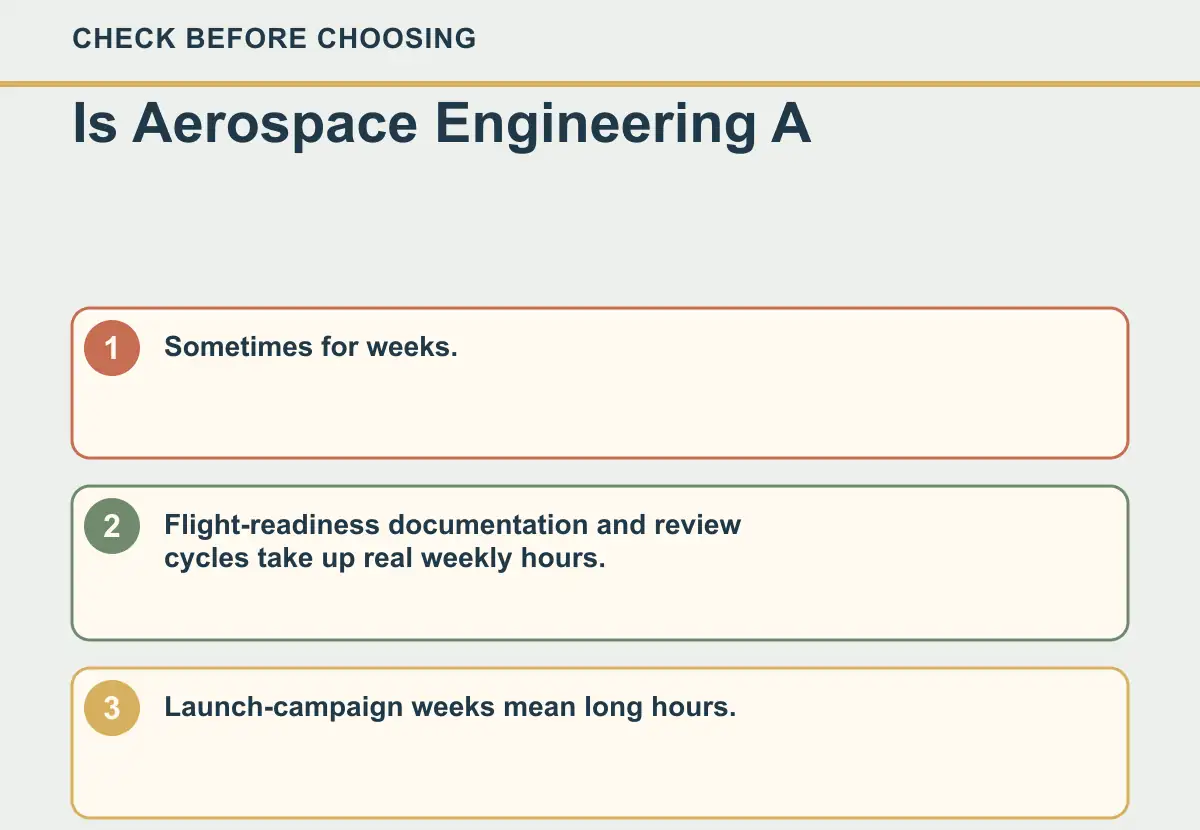 CHECK BEFORE CHOOSING
Is Aerospace Engineering A
1
Sometimes for weeks.
2
Flight-readiness documentation and review
cycles take up real weekly hours.
3
Launch-campaign weeks mean long hours.